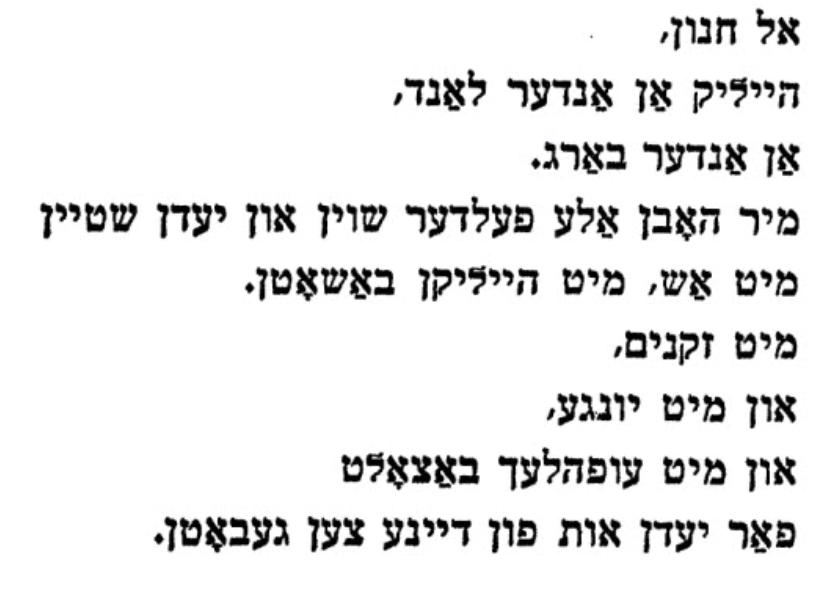 אל חנון,
הײליק אַן אַנדער לאַנד,
אַן אַנדער באַרג.
מיר האָבן אַלע פעלדער שוין און יעדן שטיין
מיט אַש, מיט הײליקן באַשאָטן.
מיט זקנים,
און מיט יונגע,
און מיט עופהלעך באַצאָלט
פאַר יעדן אות פון דיינע צען געבאָטן.